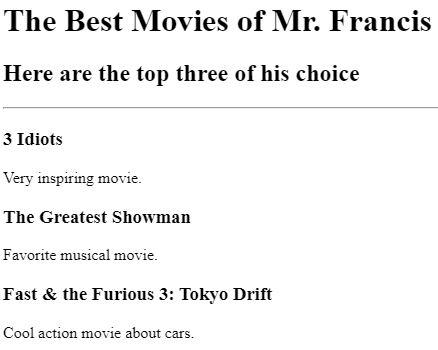 The Best Movies of Mr. Francis
Here are the top three of his choice
3 Idiots
Very inspiring movie.
The Greatest Showman
Favorite musical movie.
Fast & the Furious 3: Tokyo Drift
Cool action movie about cars.